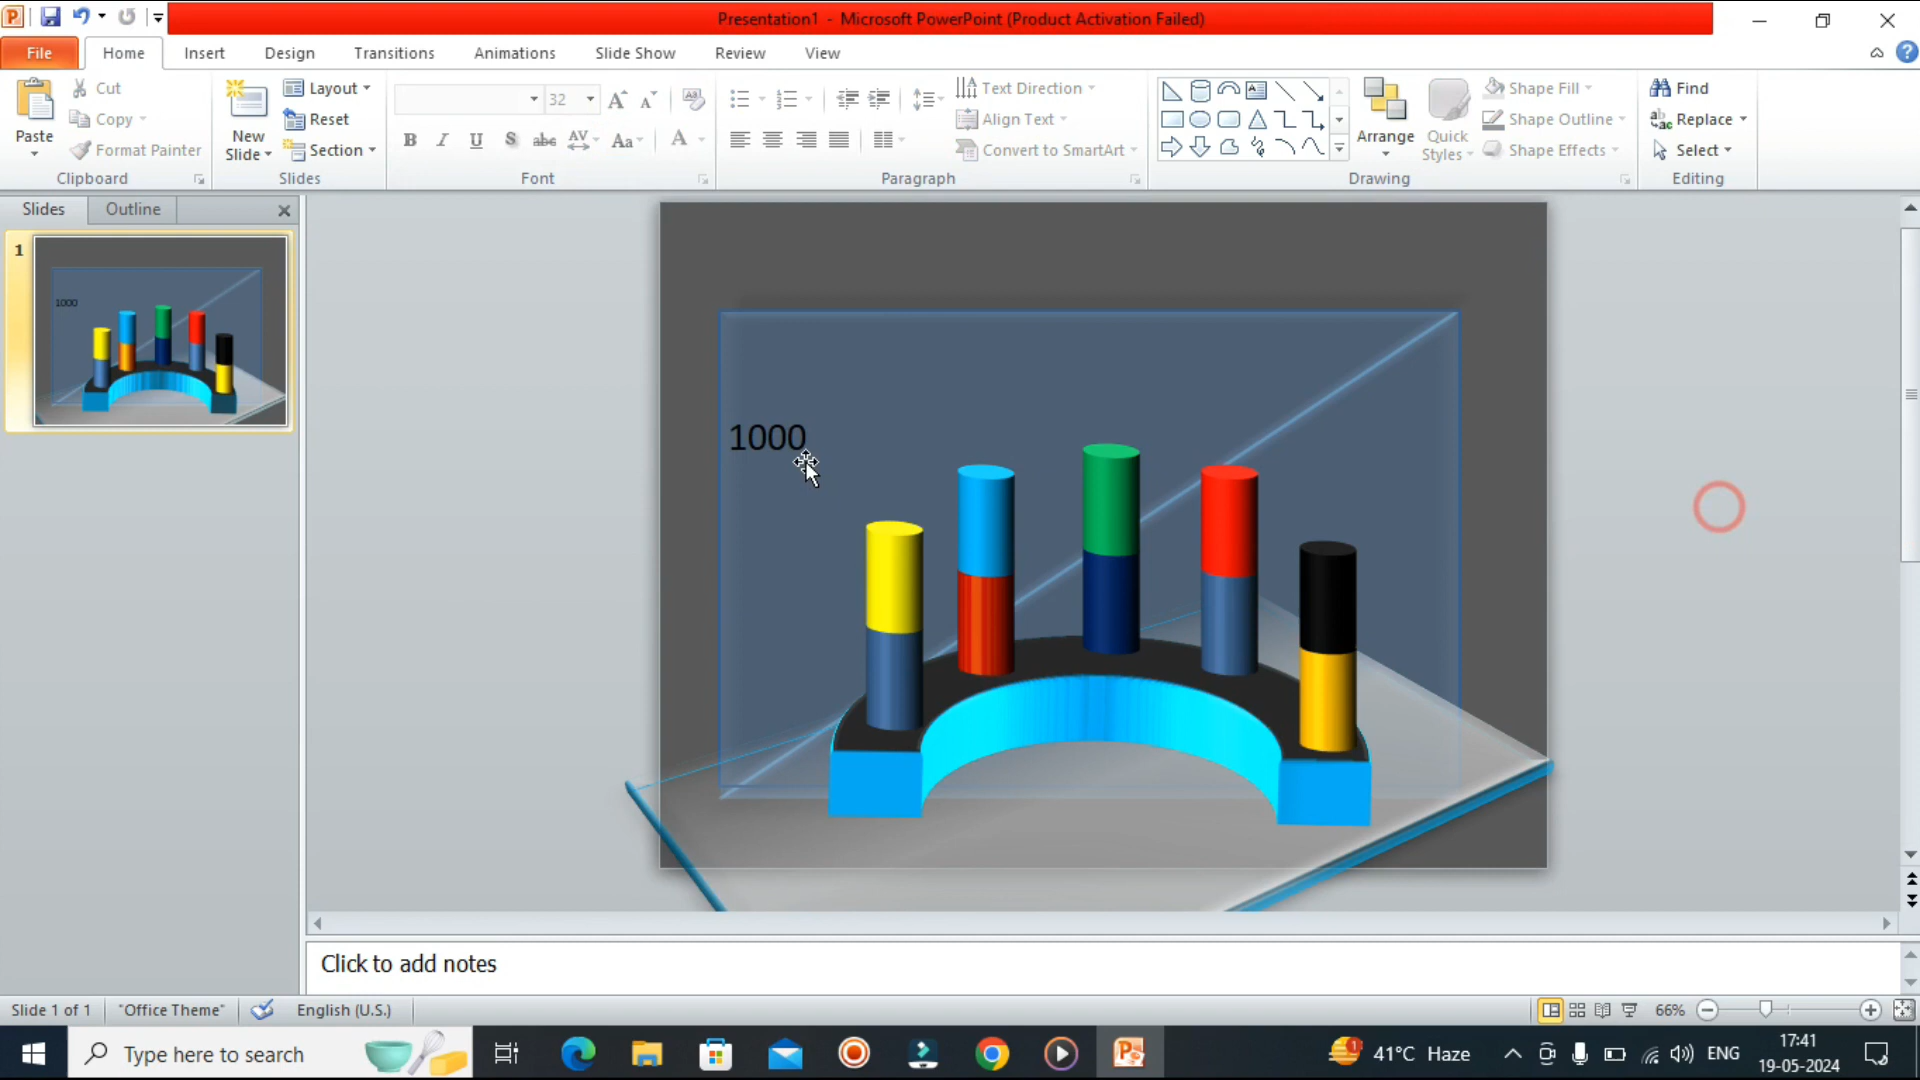 Presentation1 - Microsoft PowerPoint (Product Activation Failed)
File
Home
Insert
Design
Transitions
Animations
Slide Show
Review
View
Paste
Cut
Copy
Format Painter
Clipboard
New Slide
Layout
Reset
Section
Slides
32
B I U S abc AV Aa A
Font
Text Direction
Align Text
Convert to SmartArt
Paragraph
Arrange
Quick Styles
Shape Fill
Shape Outline
Shape Effects
Drawing
Find
Replace
Select
Editing
Slides
Outline
1
1000
1000
Click to add notes
Slide 1 of 1
"Office Theme"
English (U.S.)
66%
Type here to search
41°C Haze
ENG
17:41
19-05-2024